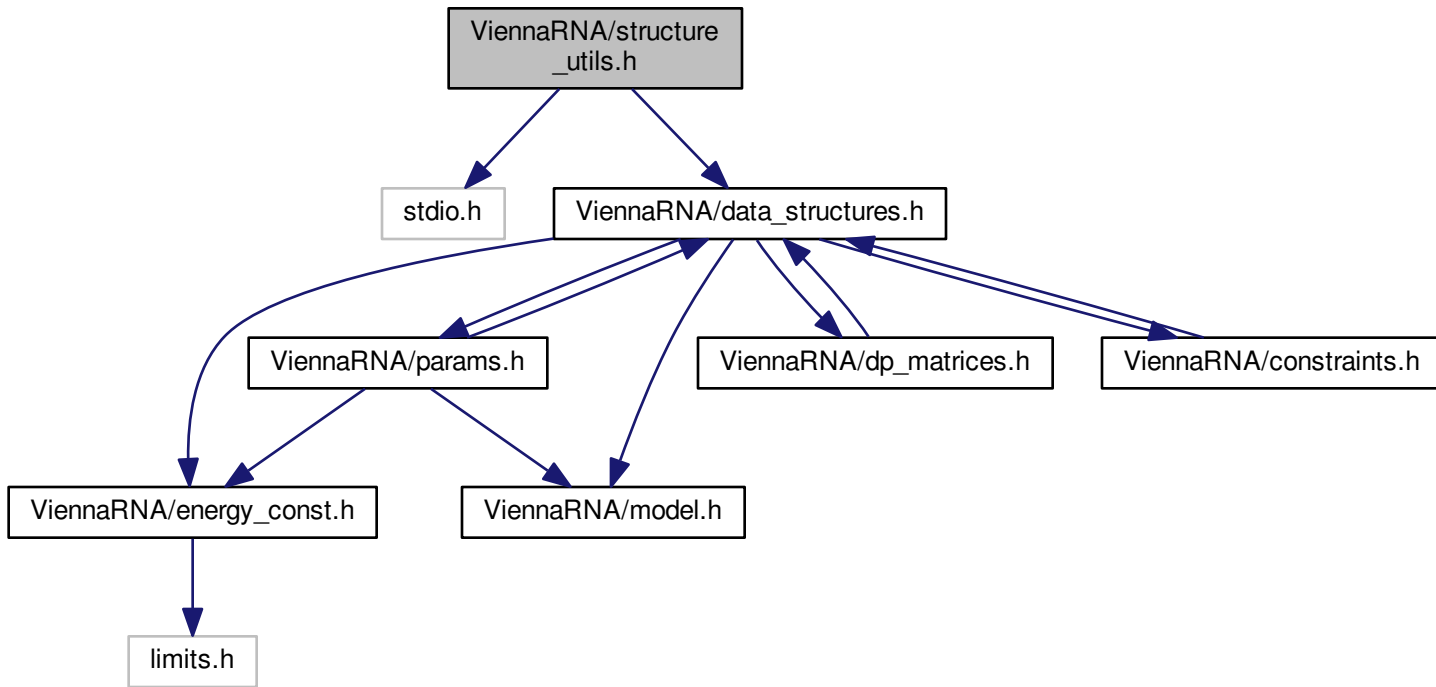 ViennaRNA/structure
_utils.h
stdio.h
ViennaRNA/data_structures.h
ViennaRNA/params.h
ViennaRNA/dp_matrices.h
ViennaRNA/constraints.h
ViennaRNA/energy_const.h
ViennaRNA/model.h
limits.h